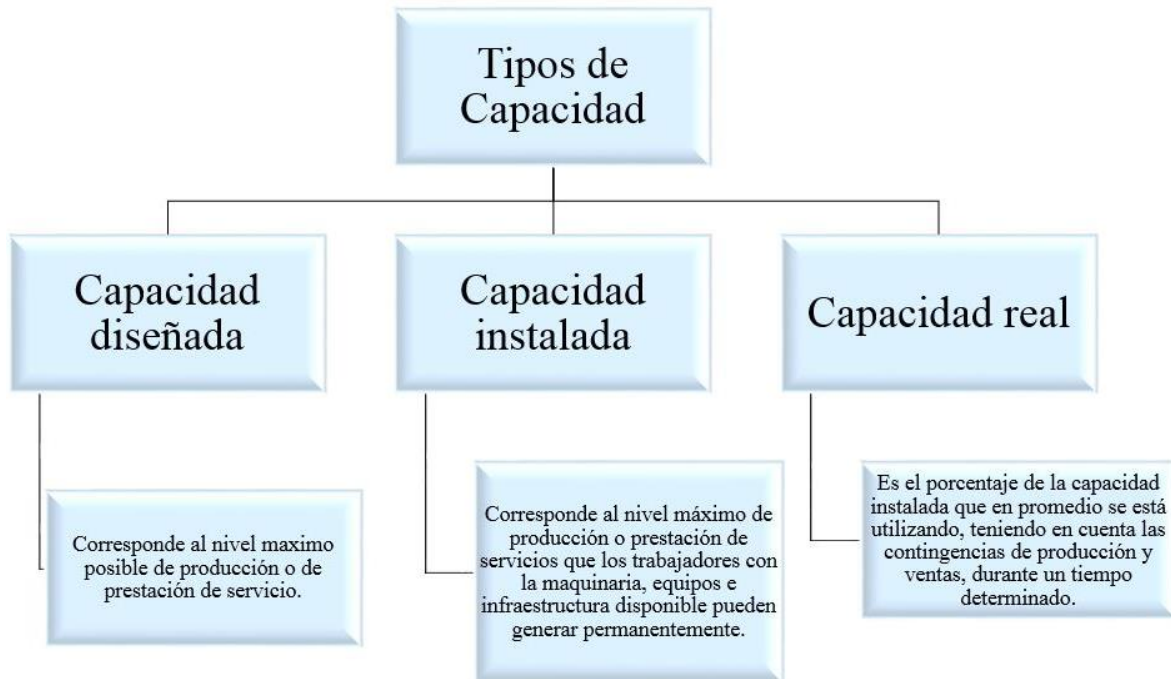 Tipos de
Capacidad
Capacidad
diseñada
Capacidad
instalada
Capacidad real
Corresponde al nivel maximo
posible de producción o de
prestación de servicio.
Corresponde al nivel máximo de
producción o prestación de
servicios que los trabajadores con
la maquinaria, equipos e
infraestructura disponible pueden
generar permanentemente.
Es el porcentaje de la capacidad
instalada que en promedio se está
utilizando, teniendo en cuenta las
contingencias de producción y
ventas, durante un tiempo
determinado.